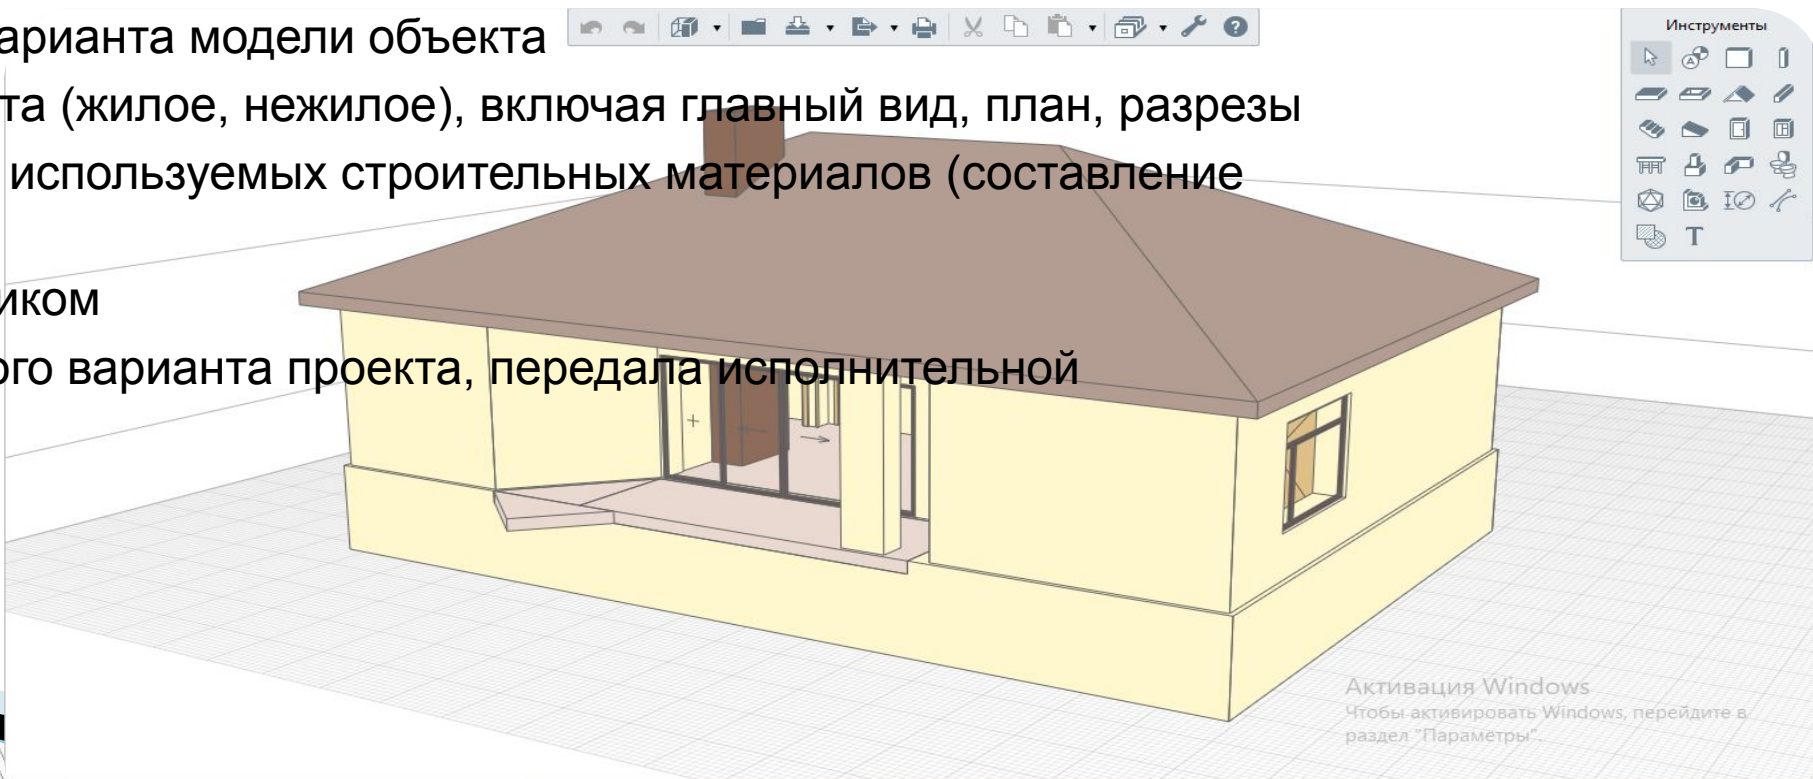 арианта модели объекта
Инструменты
та (жилое, нежилое), включая главный вид, план, разрезы
используемых строительных материалов (составление
иком
ого варианта проекта, передала исполнительной
Активация Windows
Чтобы активировать Windows, перейдите в
раздел "Параметры".